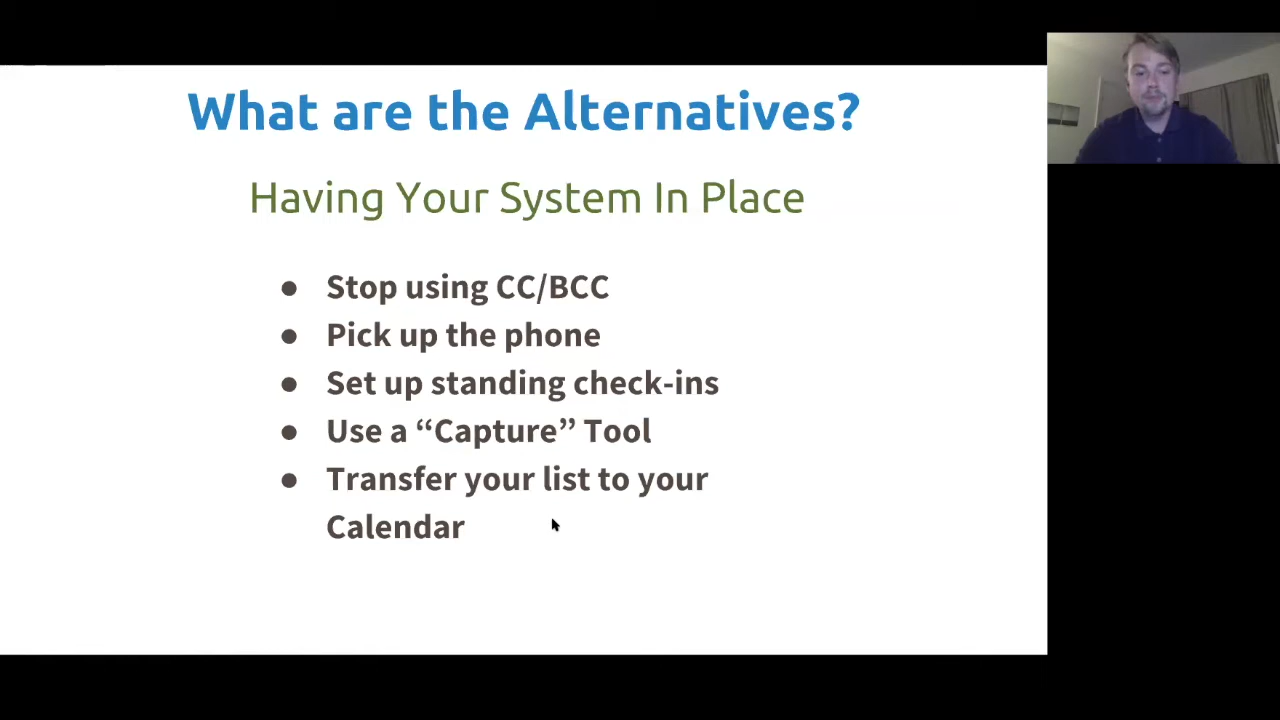 What are the Alternatives?
Having Your System In Place
● Stop using CC/BCC
● Pick up the phone
● Set up standing check-ins
● Use a “Capture” Tool
● Transfer your list to your
Calendar